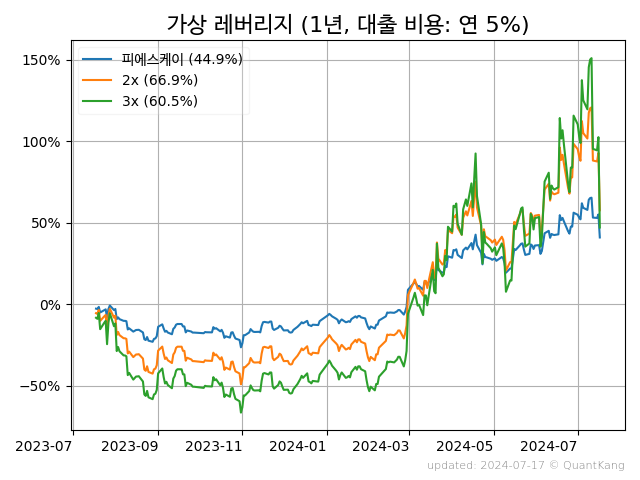 가상 레버리지 (1년, 대출 비용: 연 5%)
피에스케이 (44.9%)
2x (66.9%)
3x (60.5%)
150%
100%
50%
0%
−50%
2023-07 2023-09 2023-11 2024-01 2024-03 2024-05 2024-07
updated: 2024-07-17 © QuantKang